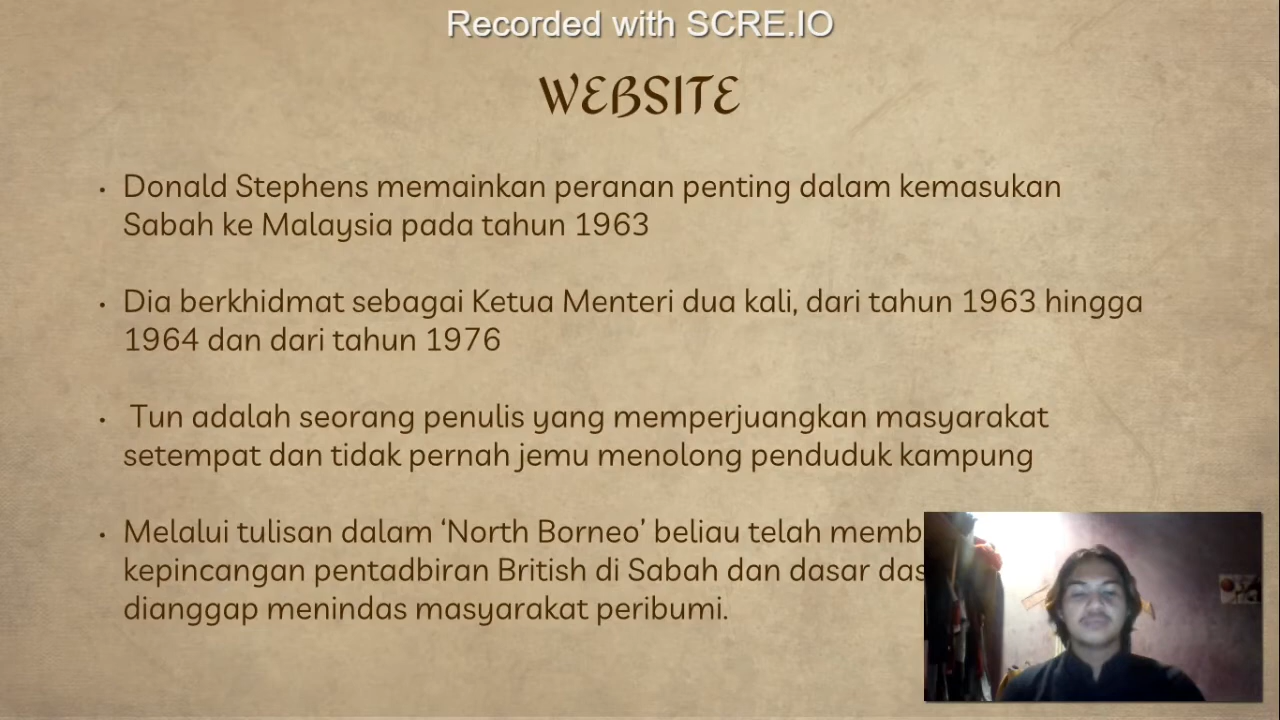 Recorded with SCRE.IO
WEBSITE
• Donald Stephens memainkan peranan penting dalam kemasukan
Sabah ke Malaysia pada tahun 1963
• Dia berkhidmat sebagai Ketua Menteri dua kali, dari tahun 1963 hingga
1964 dan dari tahun 1976
• Tun adalah seorang penulis yang memperjuangkan masyarakat
setempat dan tidak pernah jemu menolong penduduk kampung
• Melalui tulisan dalam ‘North Borneo’ beliau telah
kepincangan pentadbiran British di Sabah dan dasar
dianggap menindas masyarakat peribumi.